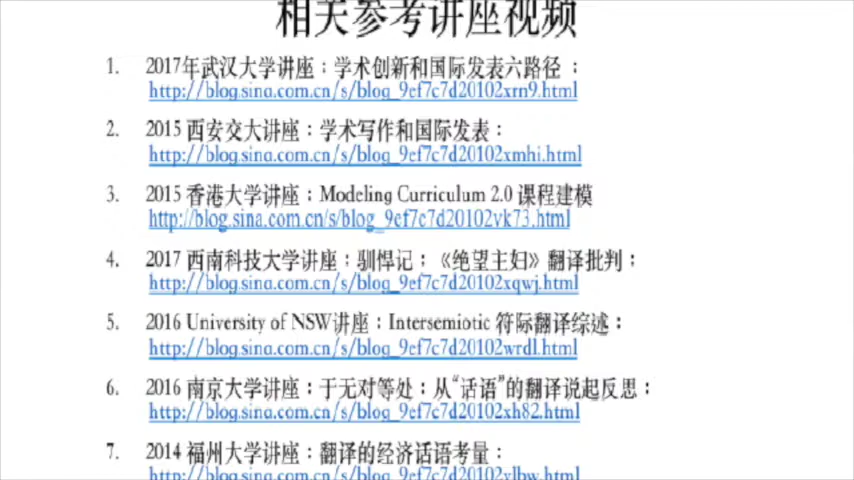 相关参考讲座视频
1. 2017年武汉大学讲座：学术创新和国际发表六路径：
http://blog.sina.com.cn/s/blog_9ef7c7d20102xrn9.html
2. 2015 西安交大讲座：学术写作和国际发表：
http://blog.sina.com.cn/s/blog_9ef7c7d20102xmhi.html
3. 2015 香港大学讲座：Modeling Curriculum 2.0 课程建模
http://blog.sina.com.cn/s/blog_9ef7c7d20102vk73.html
4. 2017 西南科技大学讲座：驯悍记：《绝望主妇》翻译批判：
http://blog.sina.com.cn/s/blog_9ef7c7d20102xqwj.html
5. 2016 University of NSW讲座：Intersemiotic 符际翻译综述：
http://blog.sina.com.cn/s/blog_9ef7c7d20102wrdl.html
6. 2016 南京大学讲座：于无对等处：从“话语”的翻译说起反思：
http://blog.sina.com.cn/s/blog_9ef7c7d20102xh82.html
7. 2014 福州大学讲座：翻译的经济话语考量：
http://blog.sina.com.cn/s/blog_9ef7c7d20102vlbw.html